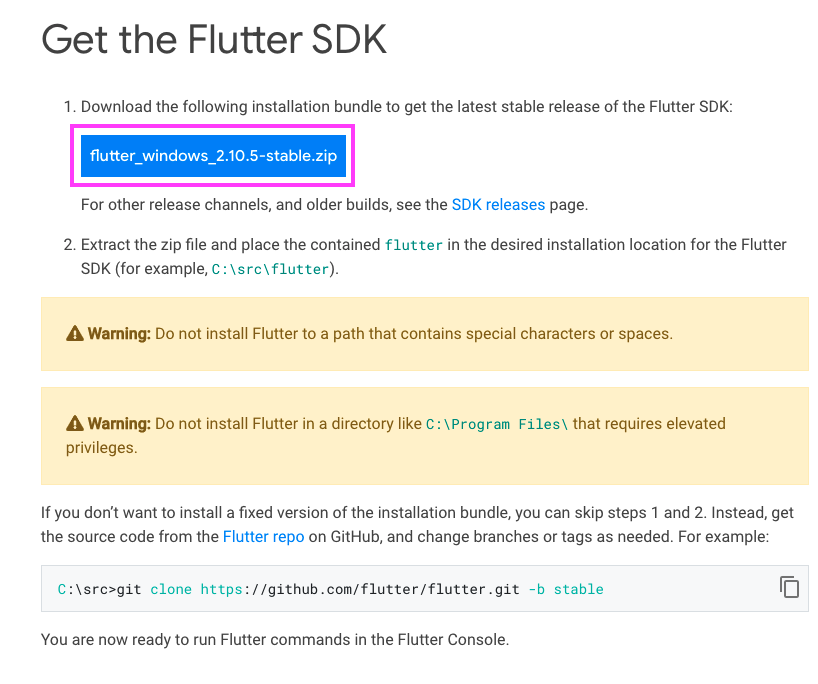 Get the Flutter SDK
1. Download the following installation bundle to get the latest stable release of the Flutter SDK:
flutter_windows_2.10.5-stable.zip
For other release channels, and older builds, see the SDK releases page.
2. Extract the zip file and place the contained flutter in the desired installation location for the Flutter
SDK (for example, C:\src\flutter).
Warning: Do not install Flutter to a path that contains special characters or spaces.
Warning: Do not install Flutter in a directory like C:\Program Files\ that requires elevated
privileges.
If you don’t want to install a fixed version of the installation bundle, you can skip steps 1 and 2. Instead, get
the source code from the Flutter repo on GitHub, and change branches or tags as needed. For example:
C:\src>git clone https://github.com/flutter/flutter.git -b stable
You are now ready to run Flutter commands in the Flutter Console.